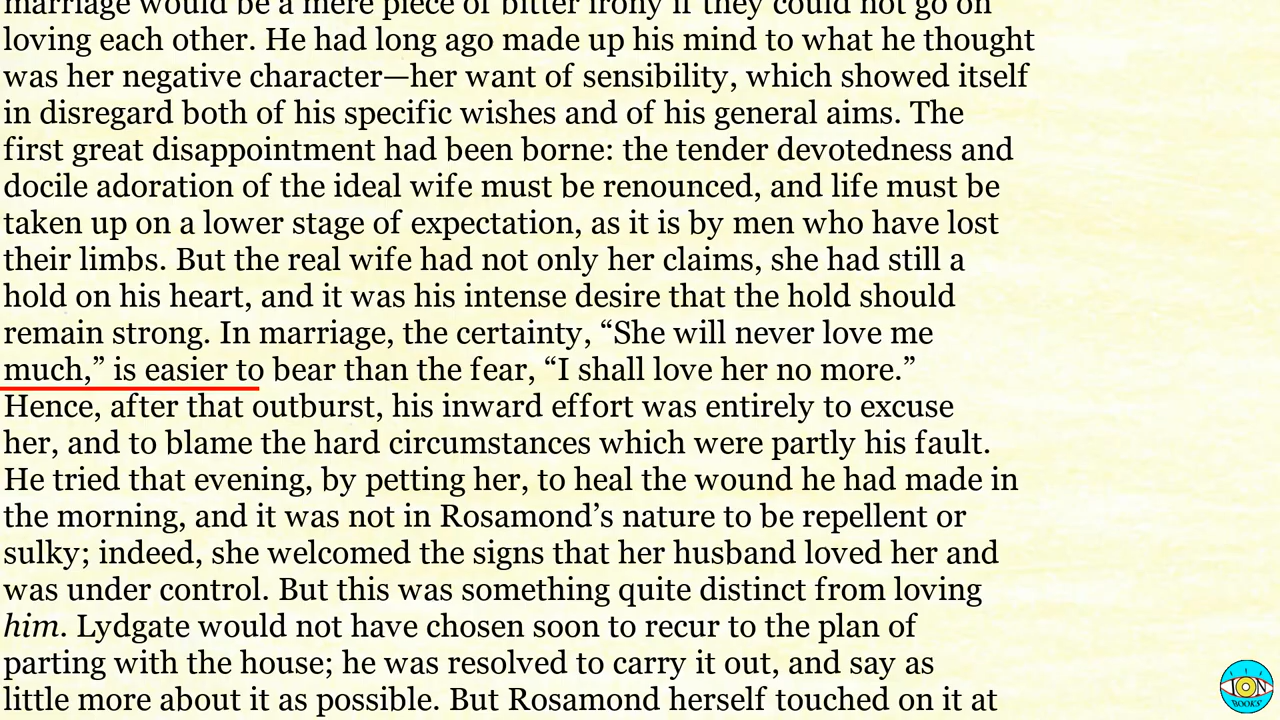 marriage would be a mere piece of bitter irony if they could not go on
loving each other. He had long ago made up his mind to what he thought
was her negative character—her want of sensibility, which showed itself
in disregard both of his specific wishes and of his general aims. The
first great disappointment had been borne: the tender devotedness and
docile adoration of the ideal wife must be renounced, and life must be
taken up on a lower stage of expectation, as it is by men who have lost
their limbs. But the real wife had not only her claims, she had still a
hold on his heart, and it was his intense desire that the hold should
remain strong. In marriage, the certainty, “She will never love me
much,” is easier to bear than the fear, “I shall love her no more.”
Hence, after that outburst, his inward effort was entirely to excuse
her, and to blame the hard circumstances which were partly his fault.
He tried that evening, by petting her, to heal the wound he had made in
the morning, and it was not in Rosamond’s nature to be repellent or
sulky; indeed, she welcomed the signs that her husband loved her and
was under control. But this was something quite distinct from loving
him. Lydgate would not have chosen soon to recur to the plan of
parting with the house; he was resolved to carry it out, and say as
little more about it as possible. But Rosamond herself touched on it at
ION
BOOKS